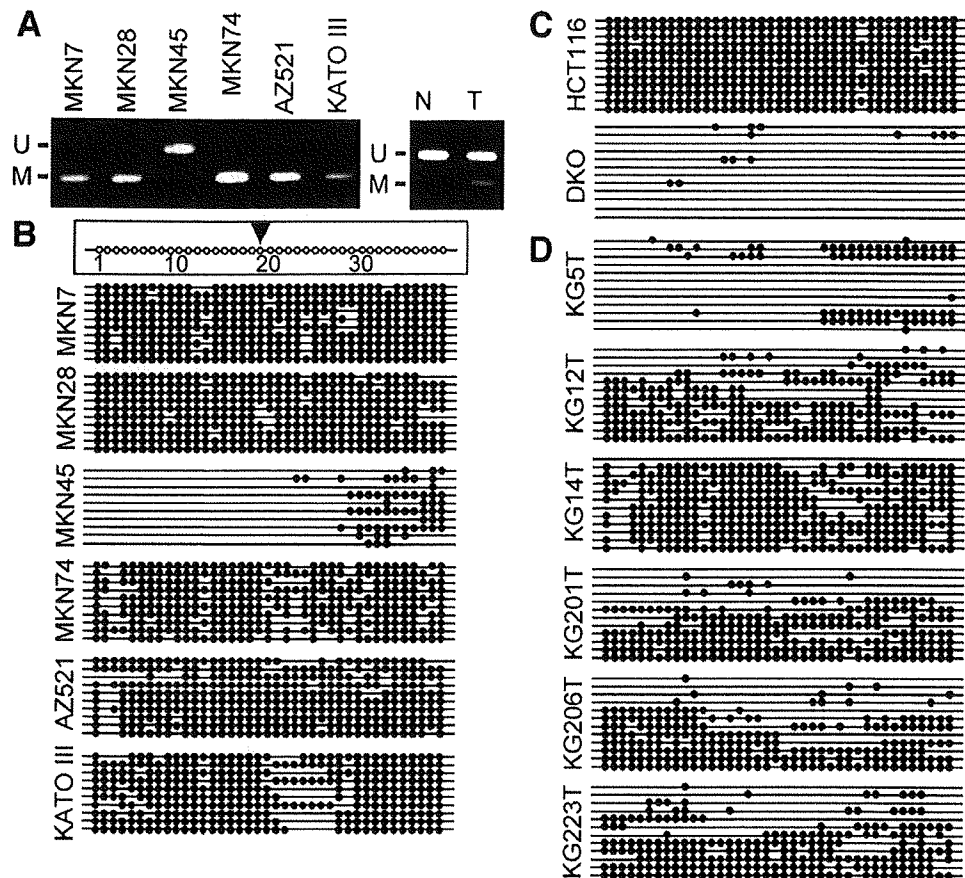 A
MKN7
MKN28
MKN45
MKN74
AZ521
KATO III
N T
U
M
U
M
B
1 10 20 30
MKN7
MKN28
MKN45
MKN74
AZ521
KATO III
C
HCT116
DKO
D
KG5T
KG12T
KG14T
KG201T
KG206T
KG223T